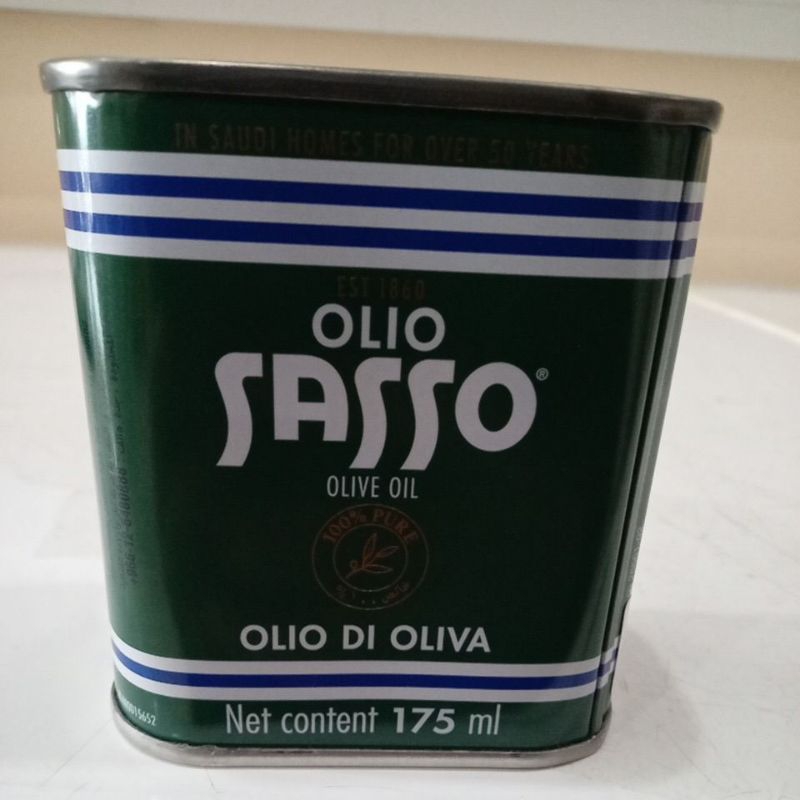 IN SAUDI HOMES FOR OVER 50 YEARS
EST 1860
OLIO
SASSO®
OLIVE OIL
100% PURE
OLIO DI OLIVA
Net content 175 ml